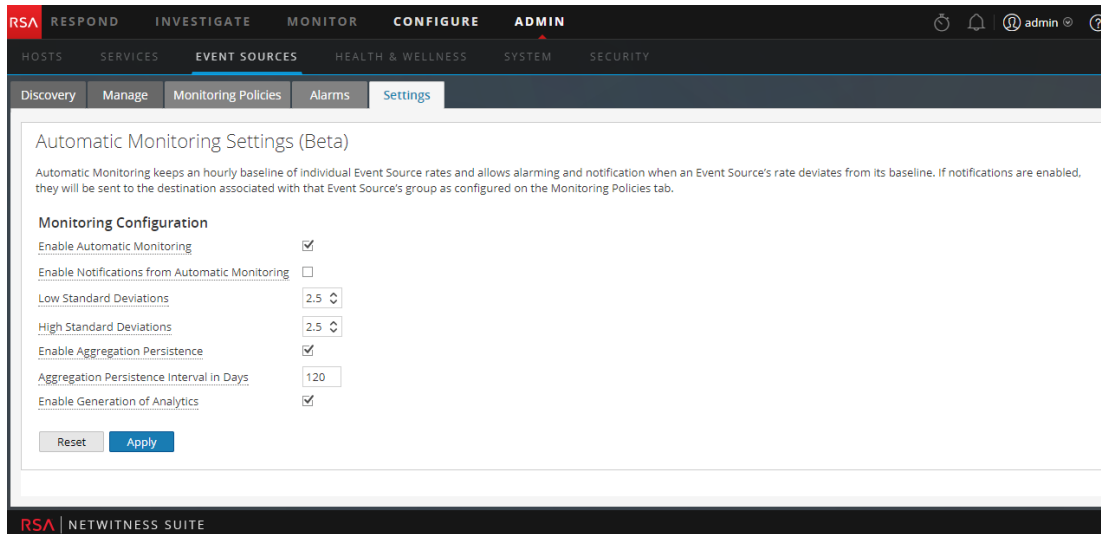 RSA RESPOND INVESTIGATE MONITOR CONFIGURE ADMIN admin
HOSTS SERVICES EVENT SOURCES HEALTH & WELLNESS SYSTEM SECURITY
Discovery Manage Monitoring Policies Alarms Settings
Automatic Monitoring Settings (Beta)
Automatic Monitoring keeps an hourly baseline of individual Event Source rates and allows alarming and notification when an Event Source's rate deviates from its baseline. If notifications are enabled,
they will be sent to the destination associated with that Event Source's group as configured on the Monitoring Policies tab.
Monitoring Configuration
Enable Automatic Monitoring
Enable Notifications from Automatic Monitoring
Low Standard Deviations 2.5
High Standard Deviations 2.5
Enable Aggregation Persistence
Aggregation Persistence Interval in Days 120
Enable Generation of Analytics
Reset Apply
RSA NETWITNESS SUITE